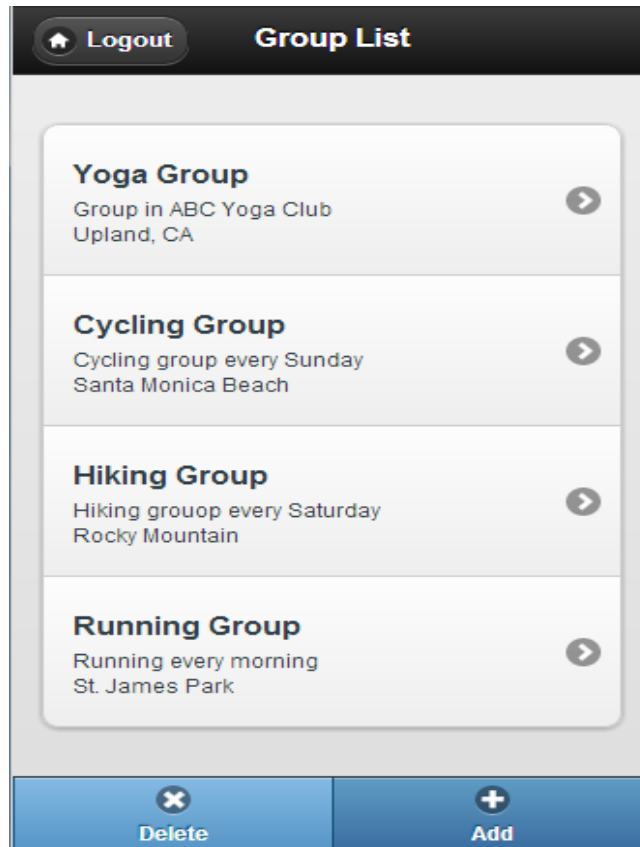 Logout
Group List
Yoga Group
Group in ABC Yoga Club
Upland, CA
Cycling Group
Cycling group every Sunday
Santa Monica Beach
Hiking Group
Hiking grouop every Saturday
Rocky Mountain
Running Group
Running every morning
St. James Park
Delete
Add